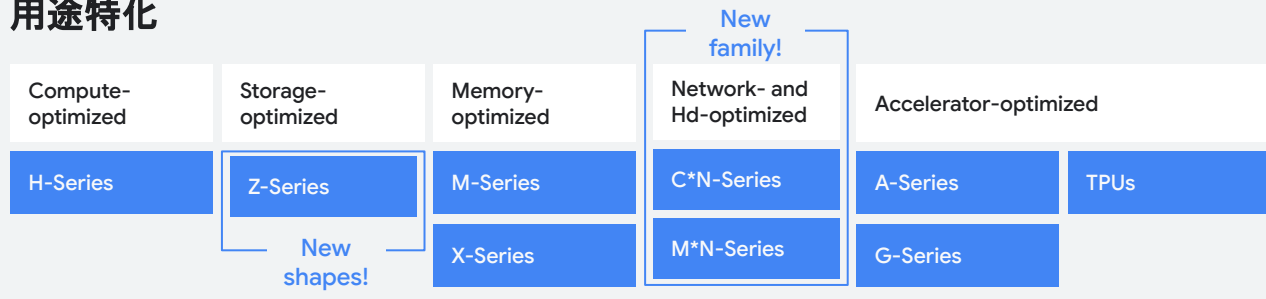 用途特化
New
family!
Compute-
optimized
Storage-
optimized
Memory-
optimized
Network- and
Hd-optimized
Accelerator-optimized
H-Series
Z-Series
M-Series
C*N-Series
A-Series
TPUs
New
shapes!
X-Series
M*N-Series
G-Series